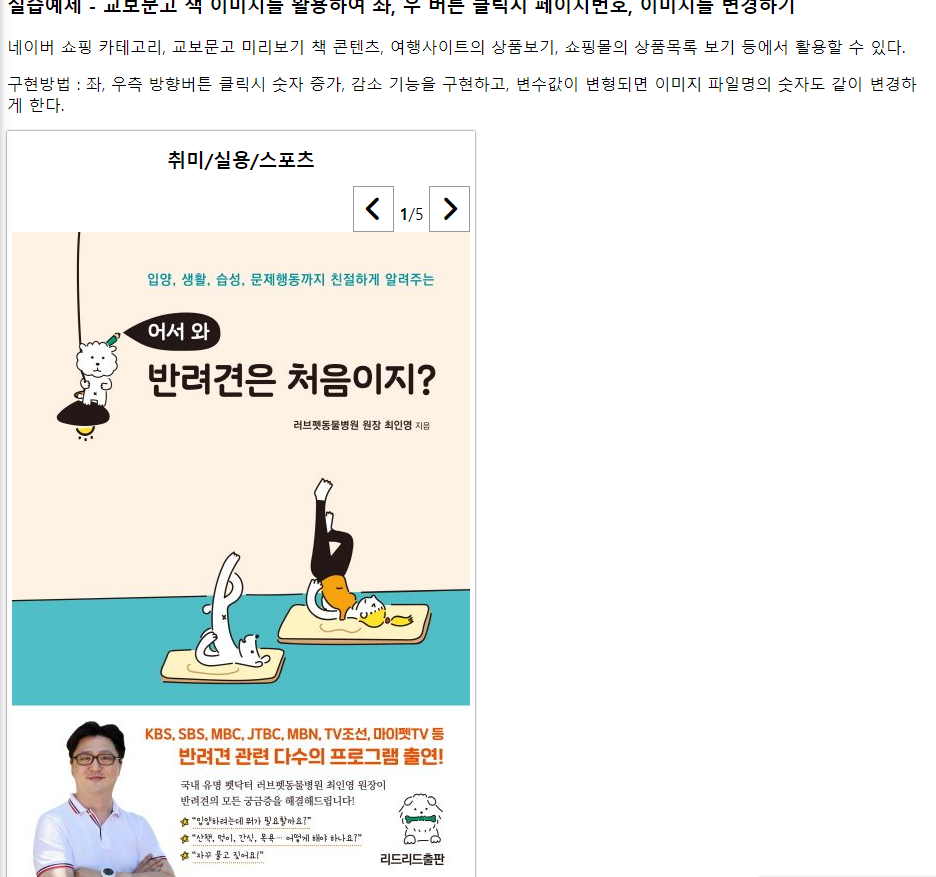 실습예제 - 교보문고 책 이미지를 활용하여 좌, 우 버튼 클릭시 페이지번호, 이미지를 변경하기
네이버 쇼핑 카테고리, 교보문고 미리보기 책 콘텐츠, 여행사이트의 상품보기, 쇼핑몰의 상품목록 보기 등에서 활용할 수 있다.
구현방법 : 좌, 우측 방향버튼 클릭시 숫자 증가, 감소 기능을 구현하고, 변수값이 변형되면 이미지 파일명의 숫자도 같이 변경하
게 한다.
취미/실용/스포츠
1/5
입양, 생활, 습성, 문제행동까지 친절하게 알려주는
어서 와
반려견은 처음이지?
러브펫동물병원 원장 최인영 지음
KBS, SBS, MBC, JTBC, MBN, TV조선, 마이펫TV 등
반려견 관련 다수의 프로그램 출연!
국내 유명 펫닥터 러브펫동물병원 최인영 원장이
반려견의 모든 궁금증을 해결해드립니다!
"입양하려는데 뭐가 필요할까요?"
"산책, 먹이, 간식, 목욕… 어떻게 해야 하나요?"
"자꾸 물고 짖어요!"
리드리드출판